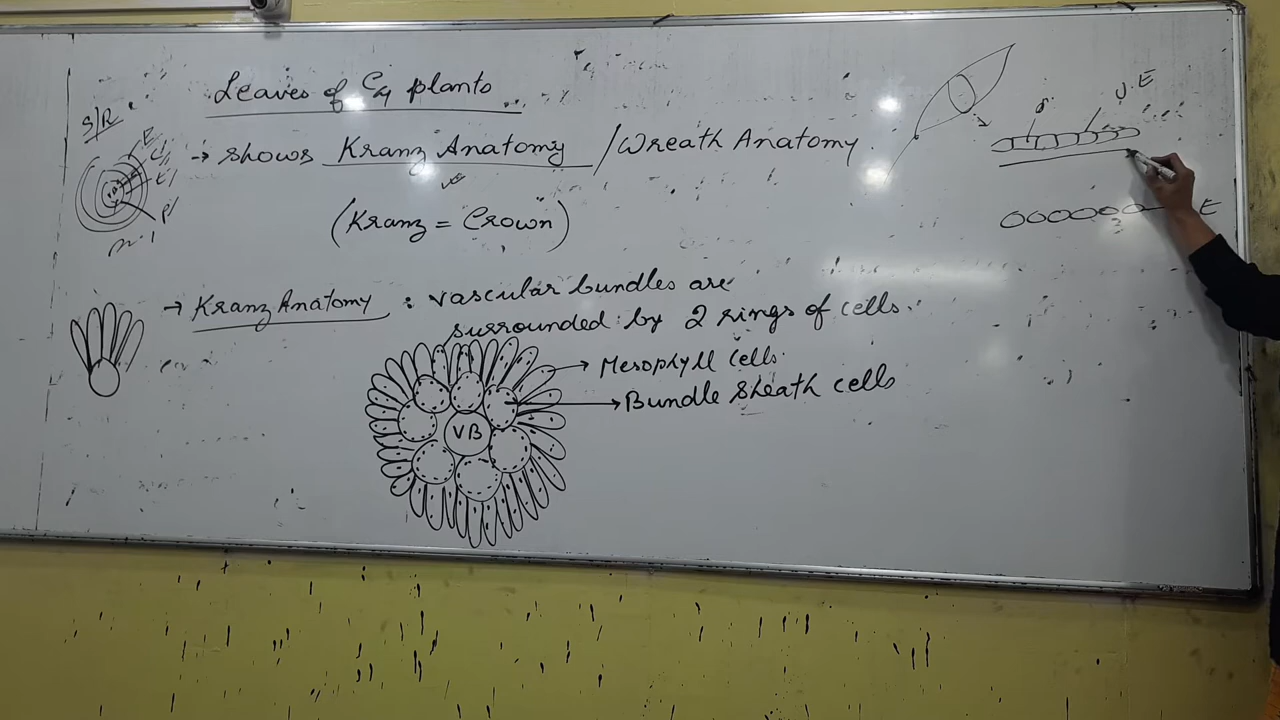 Leaves of C4 plants
S/R
U.E
→ shows Kranz Anatomy / Wreath Anatomy.
(Kranz = Crown)
E
→ Kranz Anatomy : vascular bundles are
surrounded by 2 rings of cells.
→ Mesophyll cells.
→ Bundle sheath cells
VB